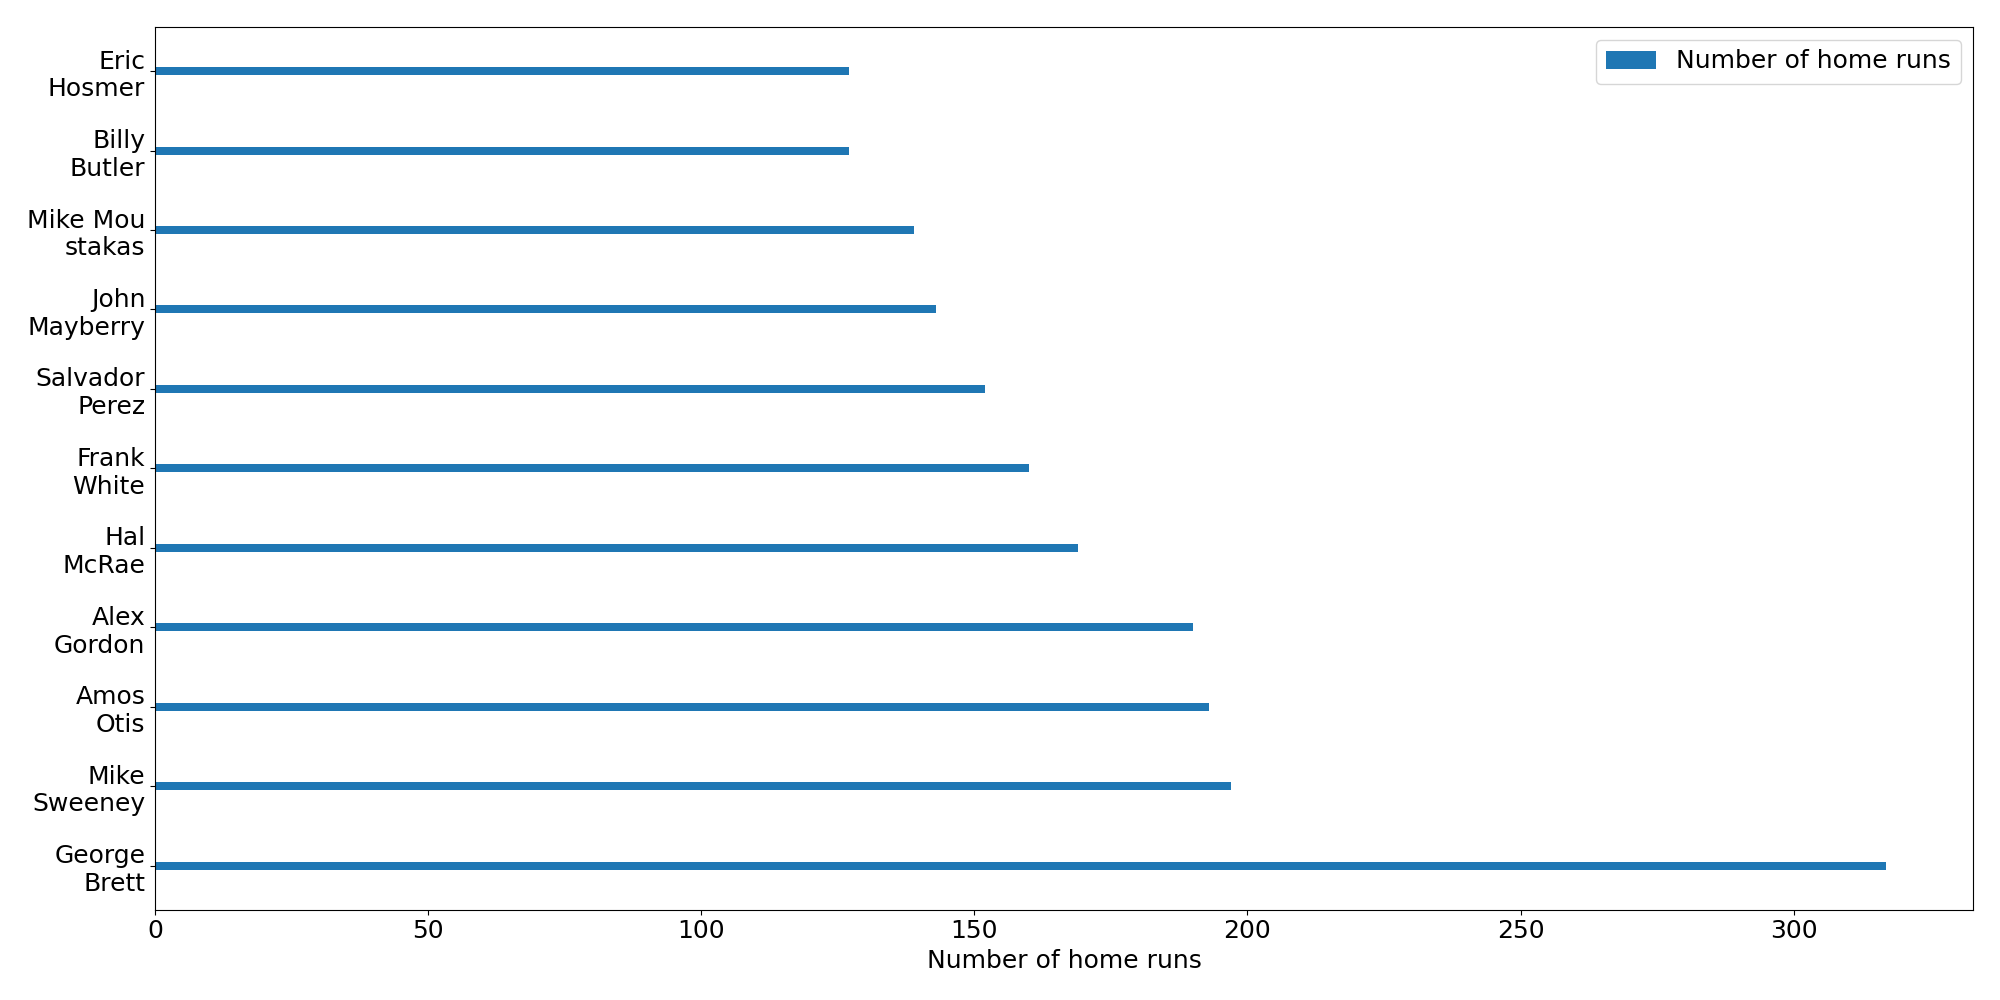 Number of home runs
Eric
Hosmer
Billy
Butler
Mike Mou
stakas
John
Mayberry
Salvador
Perez
Frank
White
Hal
McRae
Alex
Gordon
Amos
Otis
Mike
Sweeney
George
Brett
0 50 100 150 200 250 300
Number of home runs